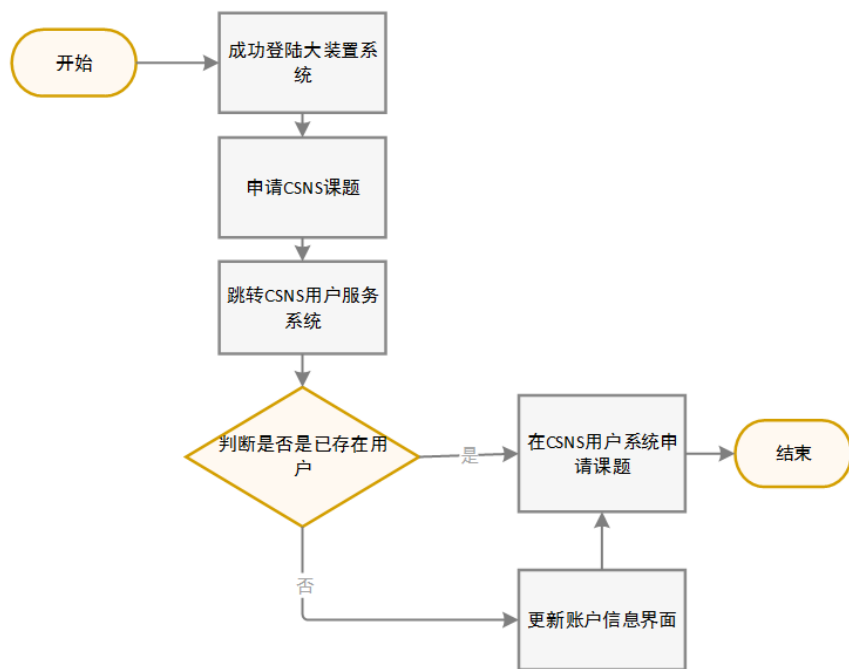 开始
成功登陆大装置系
统
申请CSNS课题
跳转CSNS用户服务
系统
判断是否是已存在用
户
是
在CSNS用户系统申
请课题
结束
否
更新账户信息界面